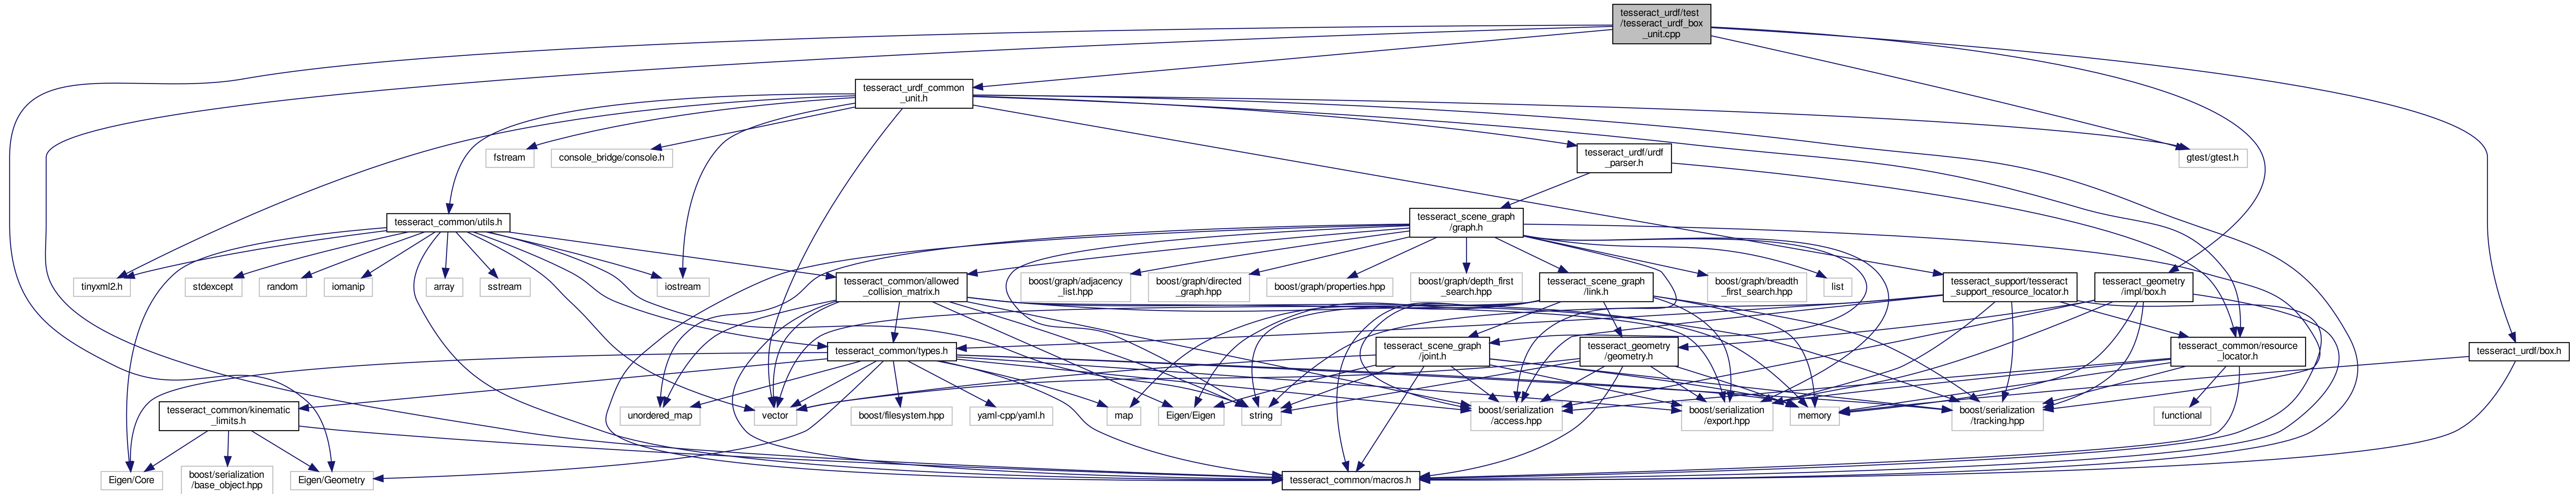 tesseract_urdf/test
/tesseract_urdf_box
_unit.cpp
tesseract_urdf_common
_unit.h
fstream
console_bridge/console.h
tesseract_urdf/urdf
_parser.h
gtest/gtest.h
tesseract_common/utils.h
tesseract_scene_graph
/graph.h
tinyxml2.h
stdexcept
random
iomanip
array
sstream
iostream
tesseract_common/allowed
_collision_matrix.h
boost/graph/adjacency
_list.hpp
boost/graph/directed
_graph.hpp
boost/graph/properties.hpp
boost/graph/depth_first
_search.hpp
tesseract_scene_graph
/link.h
boost/graph/breadth
_first_search.hpp
list
tesseract_support/tesseract
_support_resource_locator.h
tesseract_geometry
/impl/box.h
tesseract_common/types.h
tesseract_scene_graph
/joint.h
tesseract_geometry
/geometry.h
tesseract_common/resource
_locator.h
tesseract_urdf/box.h
tesseract_common/kinematic
_limits.h
unordered_map
vector
boost/filesystem.hpp
yaml-cpp/yaml.h
map
Eigen/Eigen
string
boost/serialization
/access.hpp
boost/serialization
/export.hpp
memory
boost/serialization
/tracking.hpp
functional
Eigen/Core
boost/serialization
/base_object.hpp
Eigen/Geometry
tesseract_common/macros.h